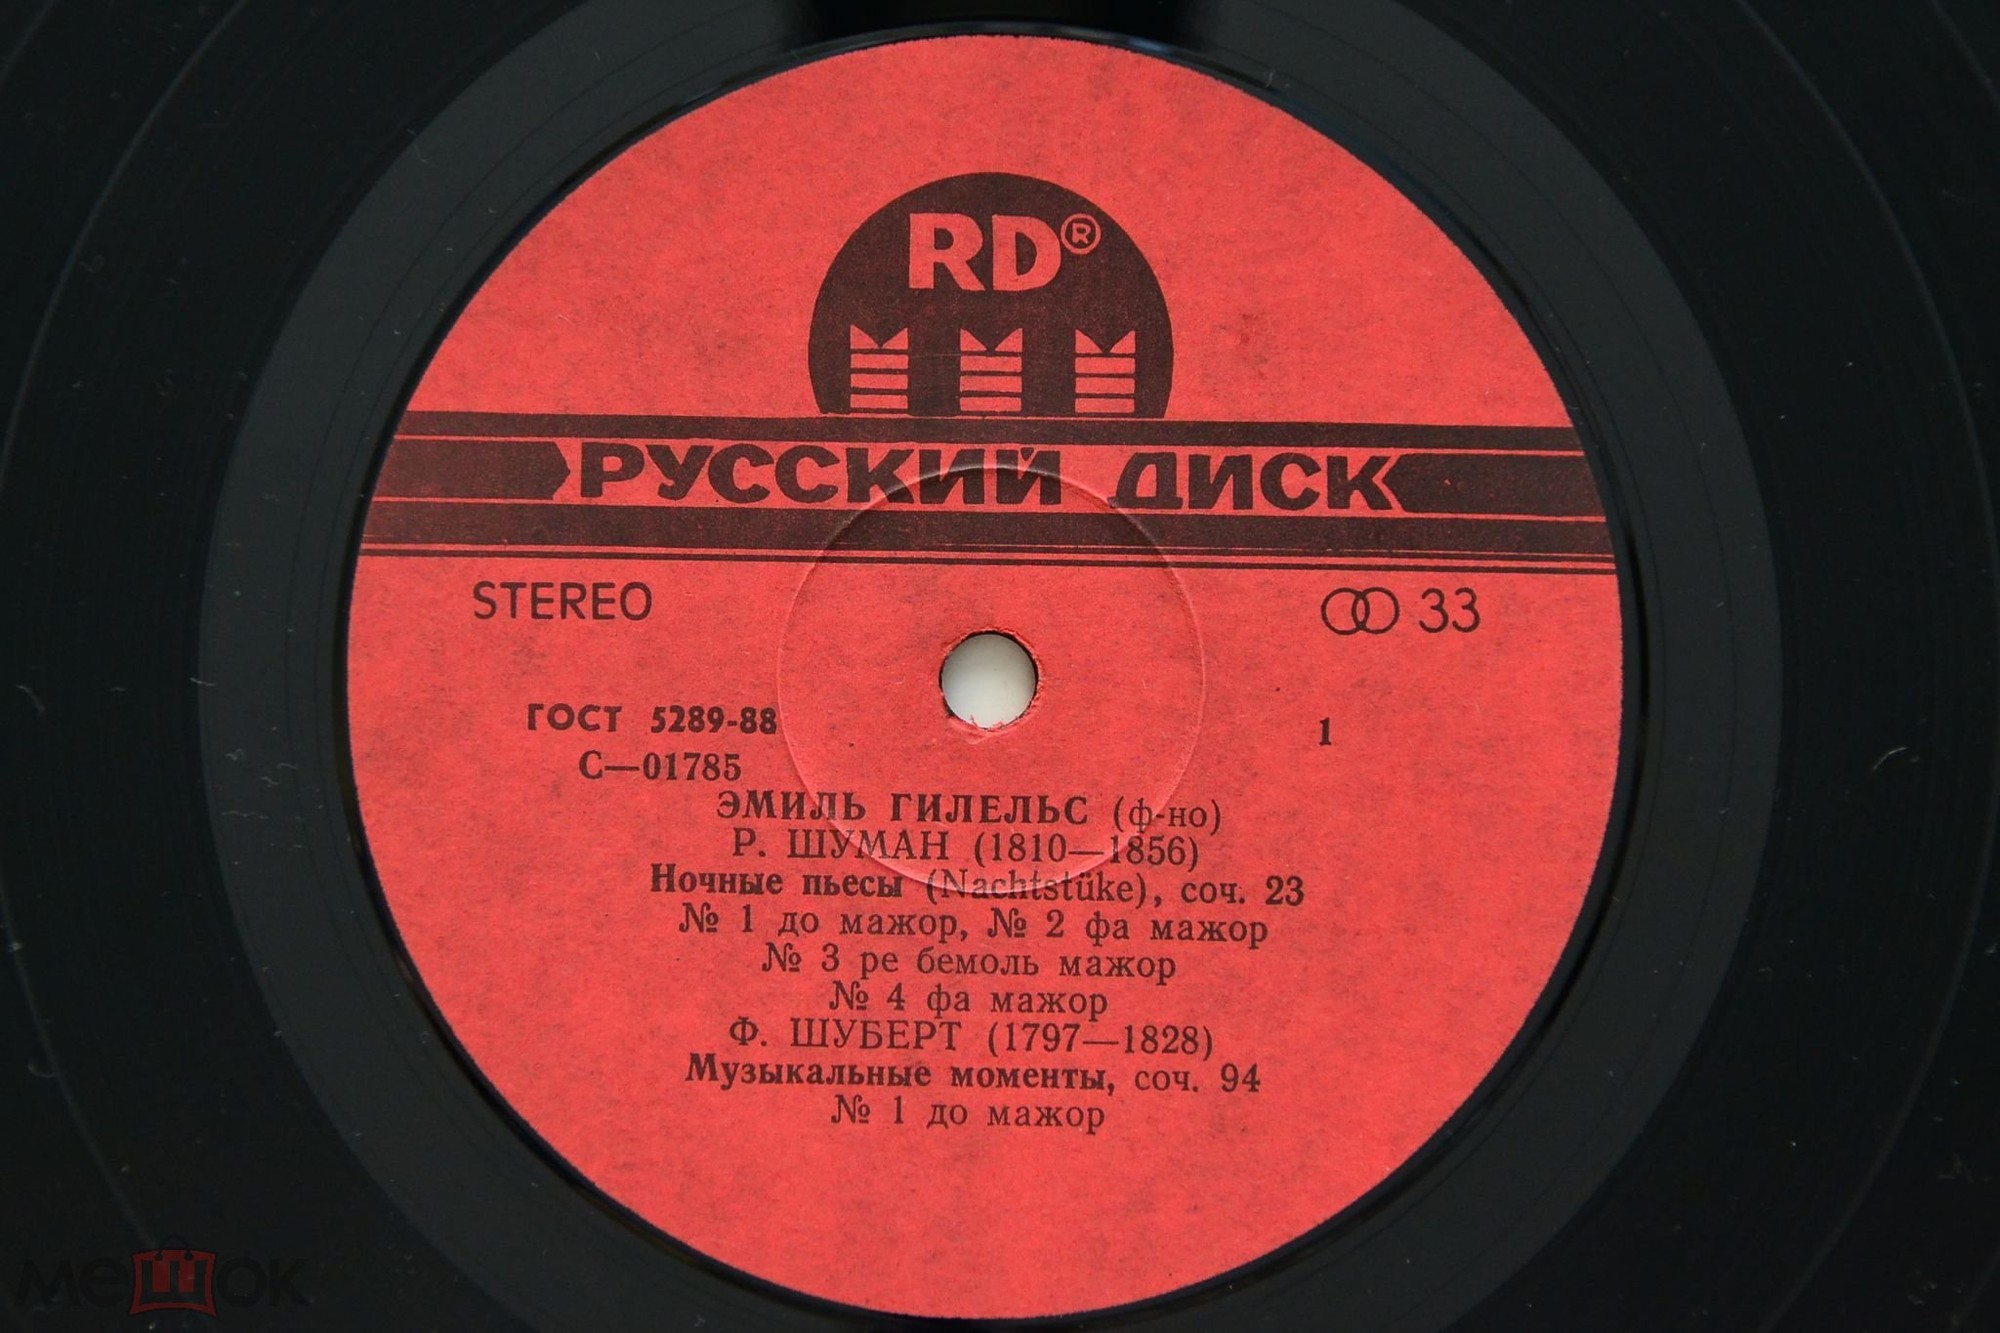 RD®
РУССКИЙ ДИСК
STEREO
33
ГОСТ 5289-88
1
С—01785
ЭМИЛЬ ГИЛЕЛЬС (ф-но)
Р. ШУМАН (1810—1856)
Ночные пьесы (Nachtstüke), соч. 23
№ 1 до мажор, № 2 фа мажор
№ 3 ре бемоль мажор
№ 4 фа мажор
Ф. ШУБЕРТ (1797—1828)
Музыкальные моменты, соч. 94
№ 1 до мажор
мешок